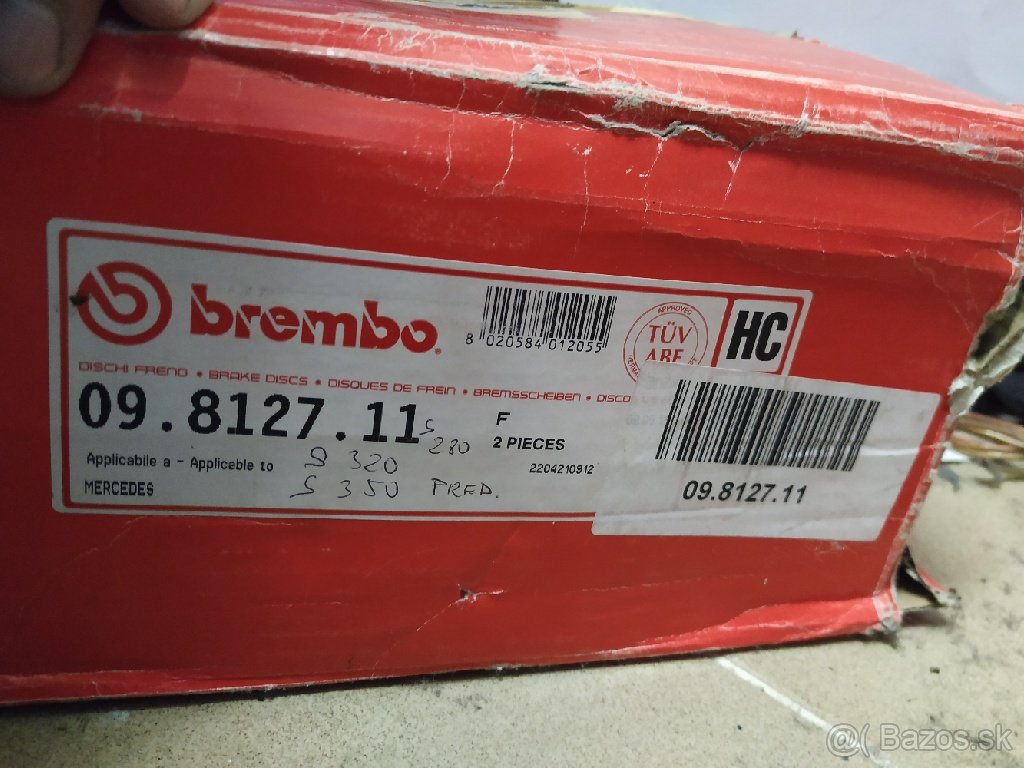 brembo
8 020584 012055
APPROVED
TÜV
ABE
HC
DISCHI FRENO • BRAKE DISCS • DISQUES DE FREIN • BREMSSCHEIBEN • DISCO
09.8127.11
S 280
F
2 PIECES
Applicabile a - Applicable to
S 320
2204210912
MERCEDES
S 350 PRED.
09.8127.11
@ Bazos.sk